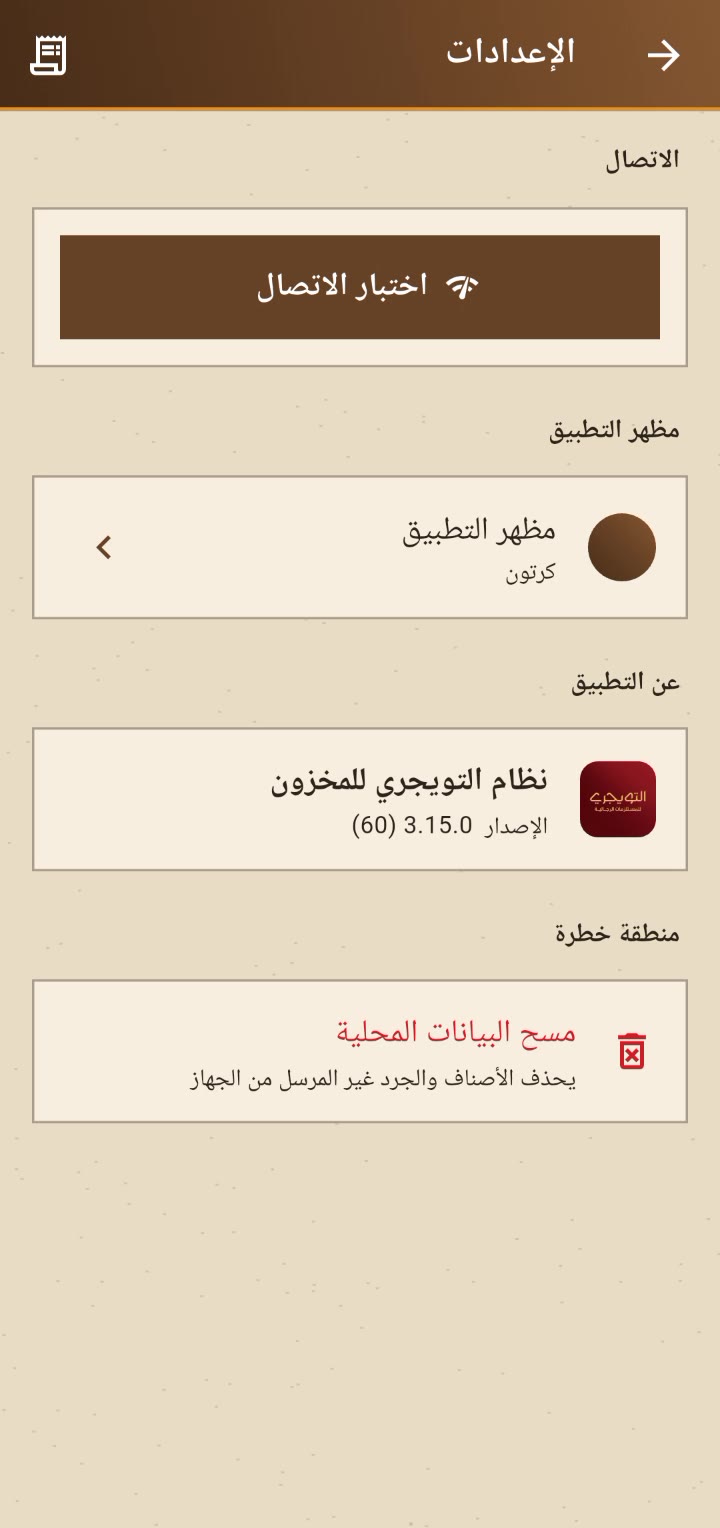 الإعدادات
الاتصال
اختبار الاتصال
مظهر التطبيق
مظهر التطبيق
كرتون
عن التطبيق
نظام التويجري للمخزون
الإصدار 3.15.0 (60)
التويجري
منطقة خطرة
مسح البيانات المحلية
يحذف الأصناف والجرد غير المرسل من الجهاز